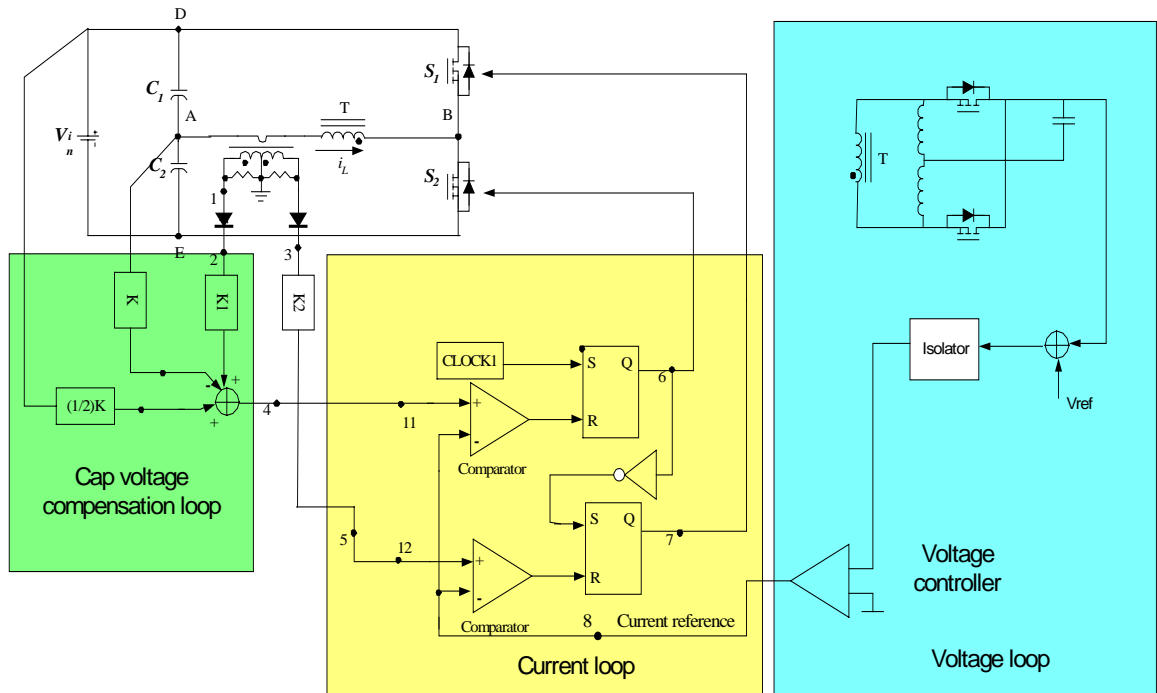 D
S1
C1
A
T
B
Vi
n
C2
iL
S2
1
E
2
3
K
K1
K2
(1/2)K
-
+
+
4
Cap voltage
compensation loop
CLOCK1
S
Q
6
+
11
-
R
Comparator
S
Q
7
5
12
+
-
R
Comparator
8
Current reference
Current loop
T
Isolator
Vref
Voltage
controller
Voltage loop